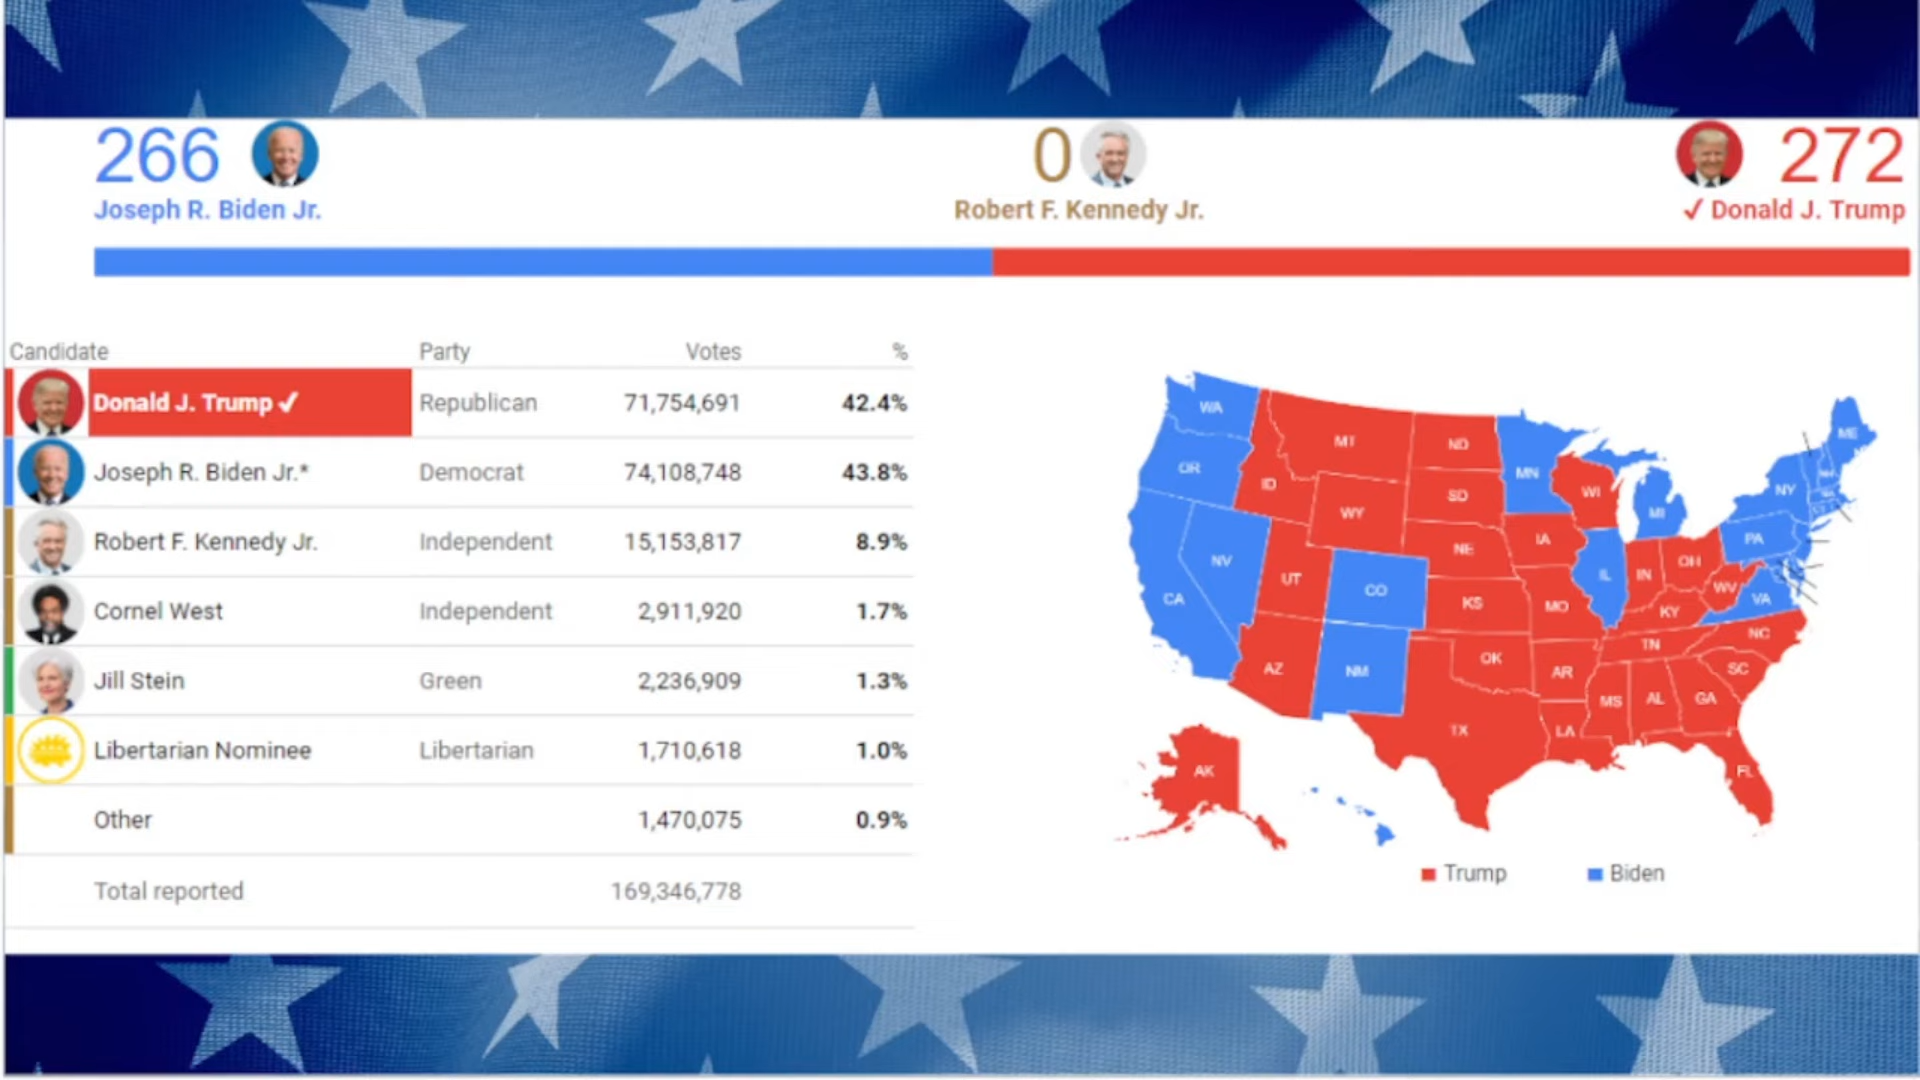 266
Joseph R. Biden Jr.
0
Robert F. Kennedy Jr.
272
✓ Donald J. Trump
Candidate Party Votes %
Donald J. Trump ✓ Republican 71,754,691 42.4%
Joseph R. Biden Jr.* Democrat 74,108,748 43.8%
Robert F. Kennedy Jr. Independent 15,153,817 8.9%
Cornel West Independent 2,911,920 1.7%
Jill Stein Green 2,236,909 1.3%
Libertarian Nominee Libertarian 1,710,618 1.0%
Other 1,470,075 0.9%
Total reported 169,346,778
WA
ME
MT
ND
OR
MN
ID
SD
WI
NY
WY
MI
IA
PA
NE
NV
OH
UT
IL
IN
CO
WV
CA
KS
MO
KY
VA
NC
TN
OK
AZ
NM
AR
SC
MS
AL
GA
TX
LA
AK
FL
Trump Biden